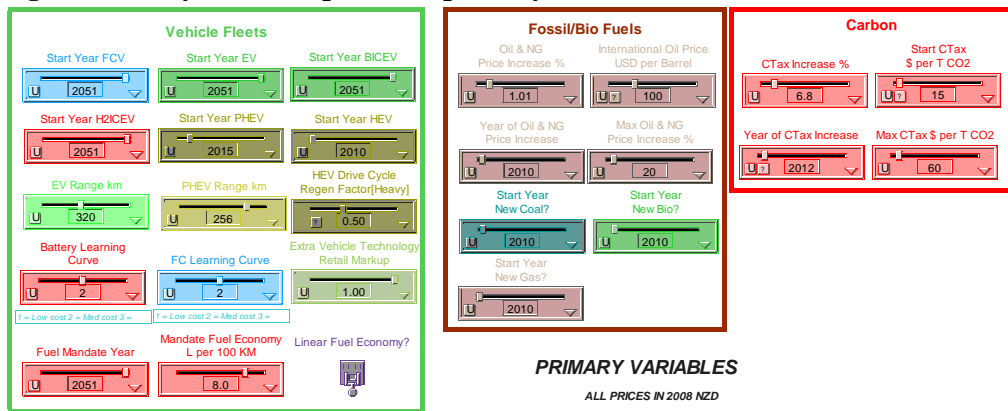 Vehicle Fleets
Start Year FCV
Start Year EV
Start Year BICEV
U 2051
U 2051
U 2051
Start Year H2ICEV
Start Year PHEV
Start Year HEV
U 2051
U 2015
U 2010
EV Range km
PHEV Range km
HEV Drive Cycle
Regen Factor[Heavy]
U 320
U 256
? 0.50
Battery Learning
Curve
FC Learning Curve
Extra Vehicle Technology
Retail Markup
U 2
U 2
U 1.00
1 = Low cost 2 = Med cost 3 =
1 = Low cost 2 = Med cost 3 =
Fuel Mandate Year
Mandate Fuel Economy
L per 100 KM
Linear Fuel Economy?
U 2051
8.0
Fossil/Bio Fuels
Oil & NG
Price Increase %
International Oil Price
USD per Barrel
U 1.01
U ? 100
Year of Oil & NG
Price Increase
Max Oil & NG
Price Increase %
U 2010
U 20
Start Year
New Coal?
Start Year
New Bio?
U 2010
U 2010
Start Year
New Gas?
U 2010
Carbon
CTax Increase %
Start CTax
$ per T CO2
U 6.8
U ? 15
Year of CTax Increase
Max CTax $ per T CO2
U ? 2012
U 60
PRIMARY VARIABLES
ALL PRICES IN 2008 NZD